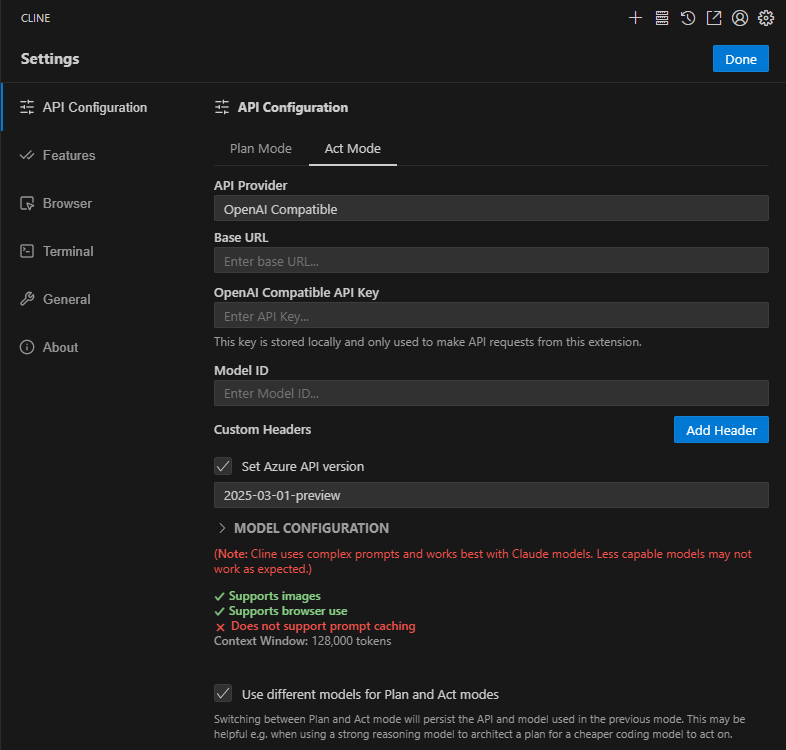 CLINE
Settings
Done
API Configuration
Features
Browser
Terminal
General
About
API Configuration
Plan Mode
Act Mode
API Provider
OpenAI Compatible
Base URL
Enter base URL...
OpenAI Compatible API Key
Enter API Key...
This key is stored locally and only used to make API requests from this extension.
Model ID
Enter Model ID...
Custom Headers
Add Header
Set Azure API version
2025-03-01-preview
MODEL CONFIGURATION
(Note: Cline uses complex prompts and works best with Claude models. Less capable models may not
work as expected.)
Supports images
Supports browser use
Does not support prompt caching
Context Window: 128,000 tokens
Use different models for Plan and Act modes
Switching between Plan and Act mode will persist the API and model used in the previous mode. This may be
helpful e.g. when using a strong reasoning model to architect a plan for a cheaper coding model to act on.